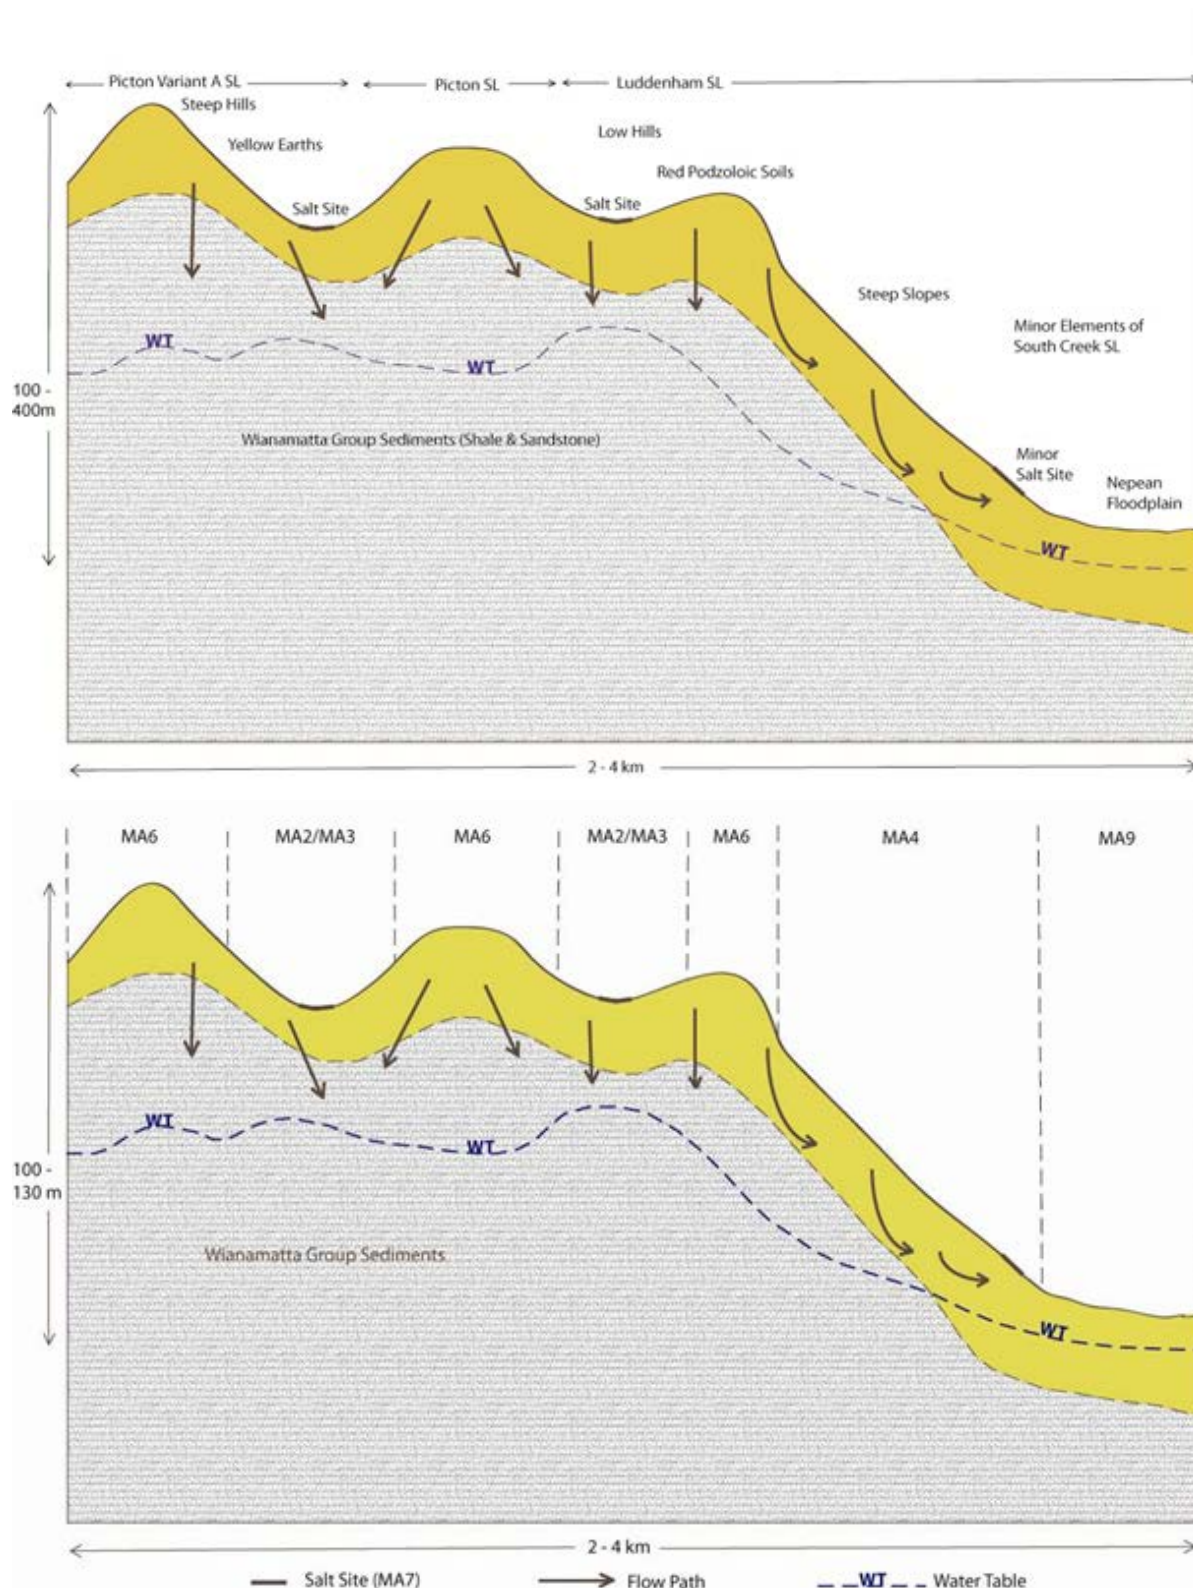 Picton Variant A SL
Picton SL
Luddenham SL
Steep Hills
Yellow Earths
Low Hills
Red Podzoloic Soils
Salt Site
Salt Site
Steep Slopes
Minor Elements of
South Creek SL
WT
WT
100 -
400m
Wianamatta Group Sediments (Shale & Sandstone)
Minor
Salt Site
Nepean
Floodplain
WT
2 - 4 km
MA6
MA2/MA3
MA6
MA2/MA3
MA6
MA4
MA9
WT
WT
100 -
130 m
Wianamatta Group Sediments
WT
2 - 4 km
Salt Site (MA7)
Flow Path
WT
Water Table